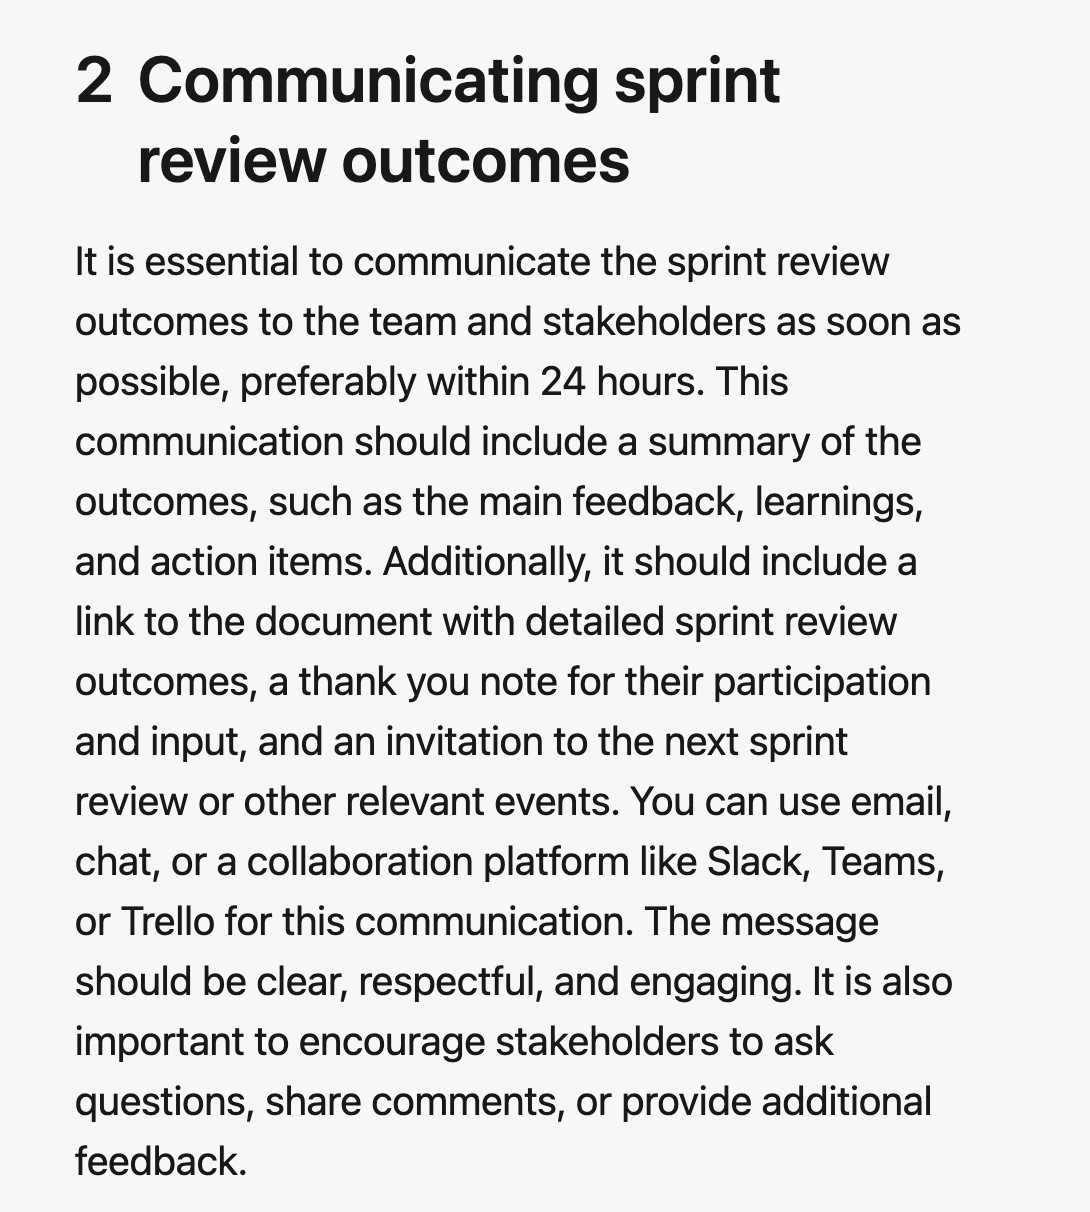 2 Communicating sprint
review outcomes
It is essential to communicate the sprint review
outcomes to the team and stakeholders as soon as
possible, preferably within 24 hours. This
communication should include a summary of the
outcomes, such as the main feedback, learnings,
and action items. Additionally, it should include a
link to the document with detailed sprint review
outcomes, a thank you note for their participation
and input, and an invitation to the next sprint
review or other relevant events. You can use email,
chat, or a collaboration platform like Slack, Teams,
or Trello for this communication. The message
should be clear, respectful, and engaging. It is also
important to encourage stakeholders to ask
questions, share comments, or provide additional
feedback.